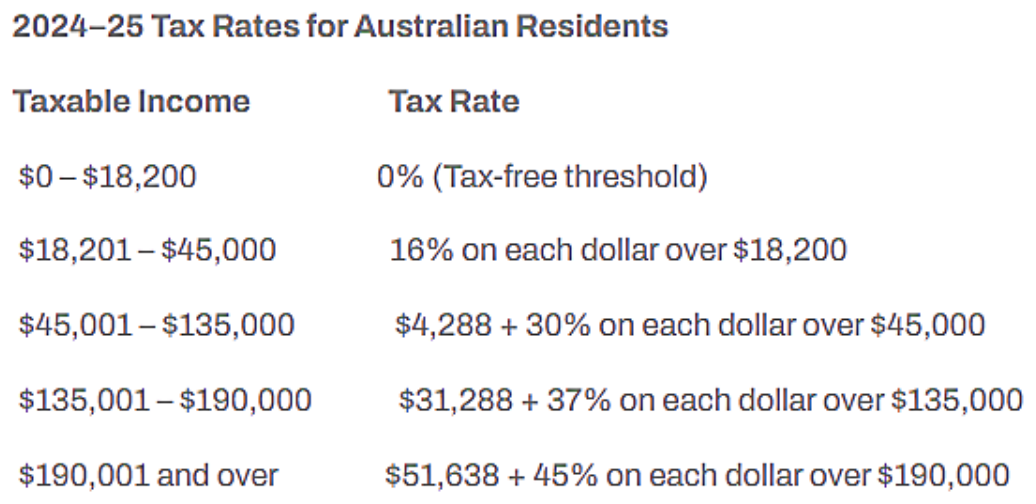 2024–25 Tax Rates for Australian Residents
Taxable Income Tax Rate
$0 – $18,200 0% (Tax-free threshold)
$18,201 – $45,000 16% on each dollar over $18,200
$45,001 – $135,000 $4,288 + 30% on each dollar over $45,000
$135,001 – $190,000 $31,288 + 37% on each dollar over $135,000
$190,001 and over $51,638 + 45% on each dollar over $190,000